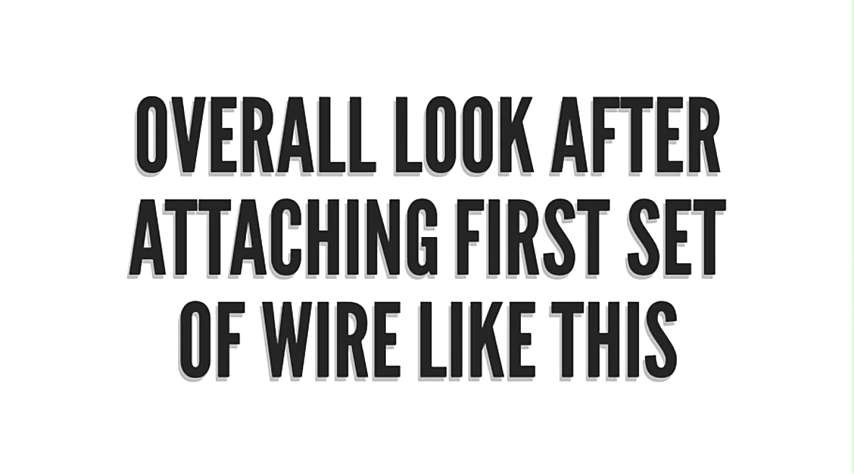 OVERALL LOOK AFTER
ATTACHING FIRST SET
OF WIRE LIKE THIS